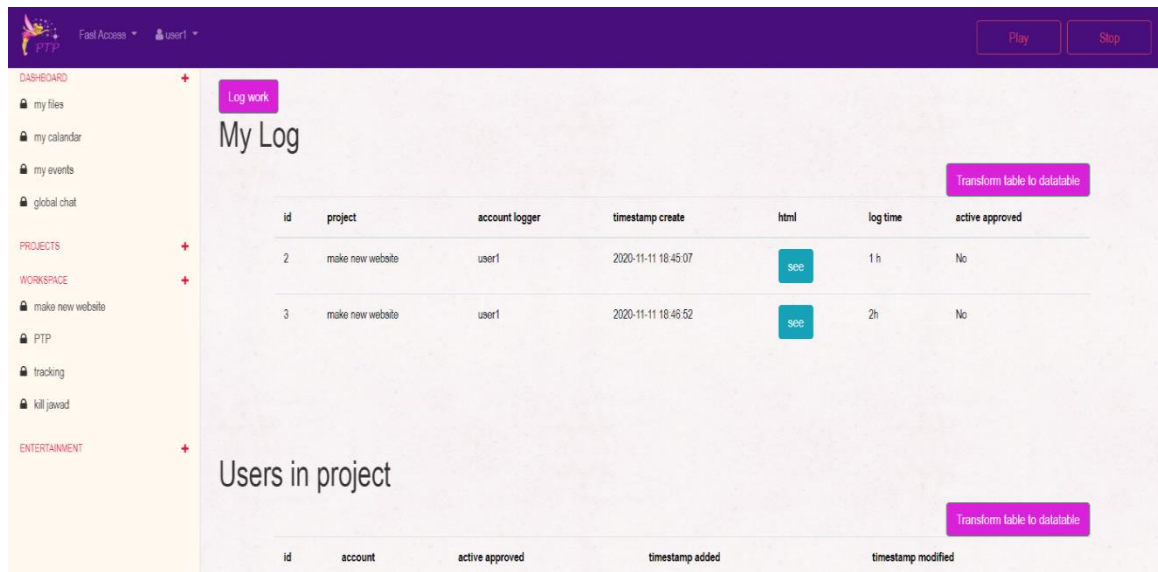 PTP Fast Access user1 Play Stop
DASHBOARD +
my files
my calandar
my events
global chat
PROJECTS +
WORKSPACE +
make new website
PTP
tracking
kill jawad
ENTERTAINMENT +
Log work
My Log
Transform table to datatable
id project account logger timestamp create html log time active approved
2 make new website user1 2020-11-11 18:45:07 see 1 h No
3 make new website user1 2020-11-11 18:46:52 see 2h No
Users in project
Transform table to datatable
id account active approved timestamp added timestamp modified